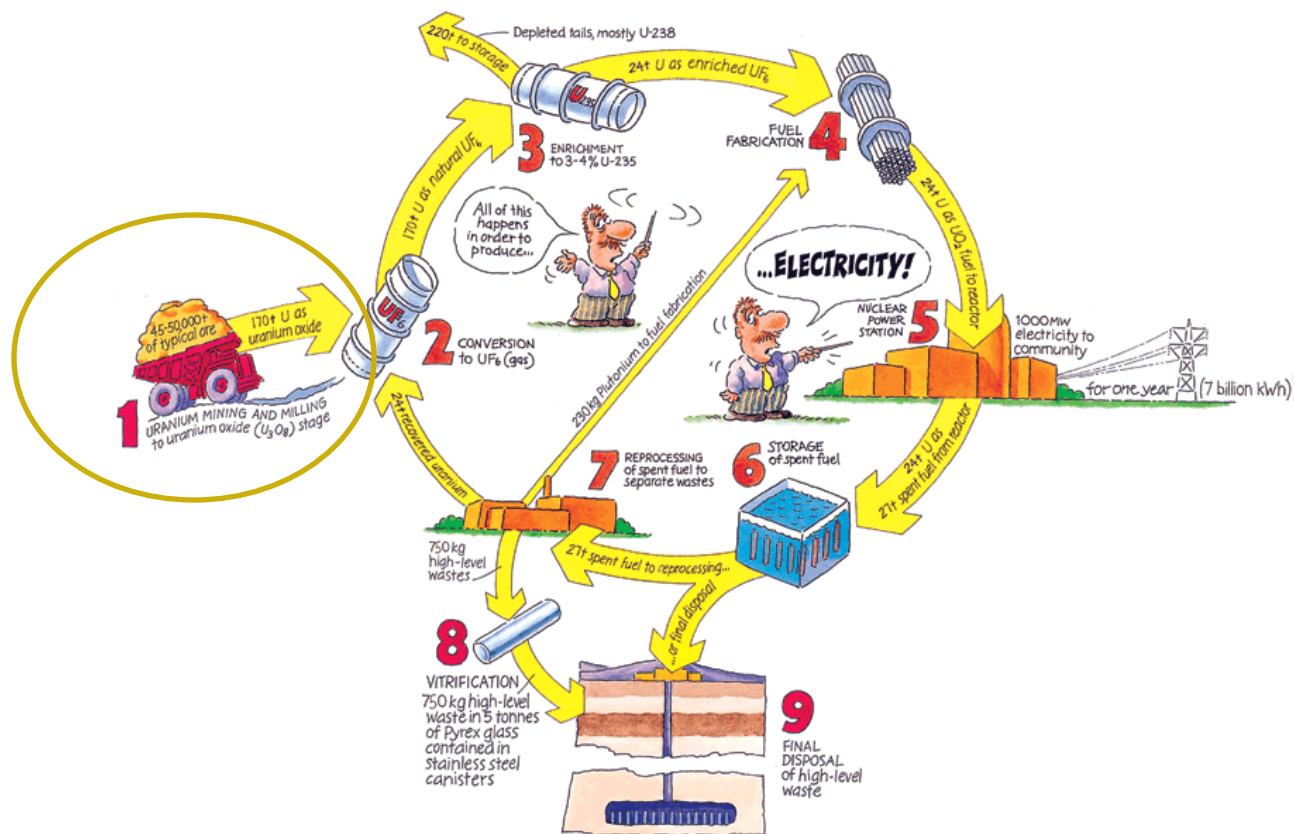 220t to storage
Depleted tails, mostly U-238
24t U as enriched UF₆
U235
3
ENRICHMENT
to 3-4% U-235
FUEL
FABRICATION
4
170t U as natural UF₆
All of this
happens
in order to
produce...
...ELECTRICITY!
24t U as UO₂ fuel to reactor
45-50,000t
of typical ore
170t U as
uranium oxide
1
URANIUM MINING AND MILLING
to uranium oxide (U₃O₈) stage
UF₆
2
CONVERSION
to UF₆ (gas)
230kg Plutonium to fuel fabrication
NUCLEAR
POWER
STATION
5
1000MW
electricity to
community
for one year (7 billion kWh)
24t recovered uranium
7
REPROCESSING
of spent fuel to
separate wastes
6
STORAGE
of spent fuel
24t U as
27t spent fuel from reactor
750kg
high-level
wastes
27t spent fuel to reprocessing...
...or final disposal
8
VITRIFICATION
750kg high-level
waste in 5 tonnes
of Pyrex glass
contained in
stainless steel
canisters
9
FINAL
DISPOSAL
of high-level
waste